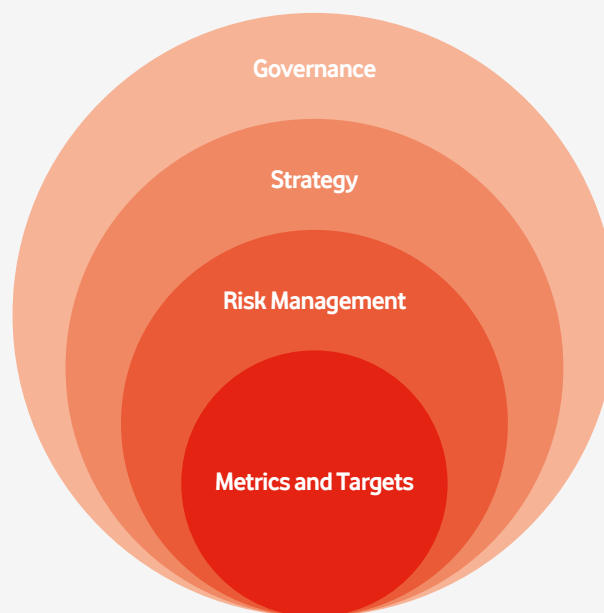 Governance
Strategy
Risk Management
Metrics and Targets